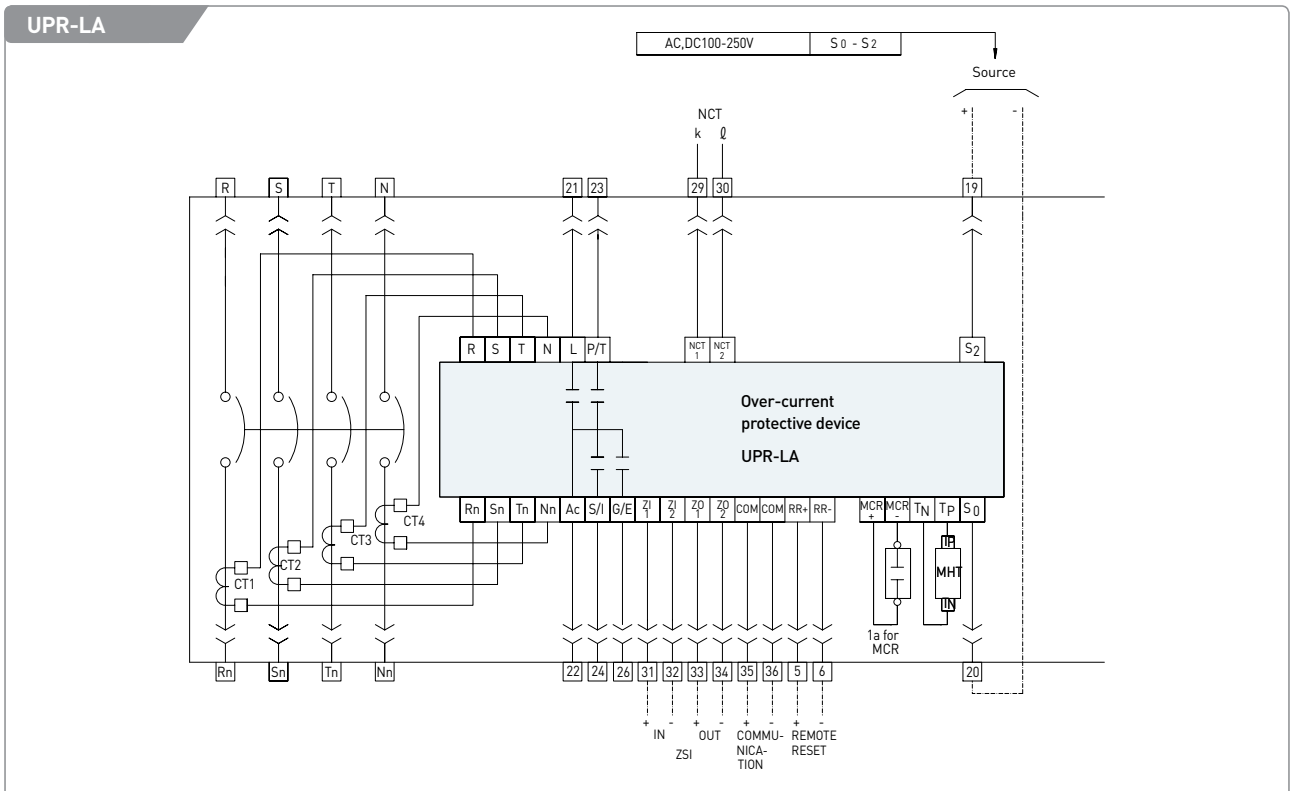 UPR-LA
AC,DC100-250V S0 - S2
Source
+ -
NCT
k ℓ
R S T N 21 23 29 30 19
R S T N L P/T NCT 1 NCT 2 S2
Over-current
protective device
UPR-LA
Rn Sn Tn Nn Ac S/I G/E ZI 1 ZI 2 ZO 1 ZO 2 COM COM RR+ RR- MCR + MCR - TN TP S0
CT4
CT3
CT2
CT1
TP
MHT
TN
1a for
MCR
Rn Sn Tn Nn 22 24 26 31 32 33 34 35 36 5 6 20
+ - + - + - + -
IN OUT
ZSI
COMMU-
NICA-
TION
REMOTE
RESET